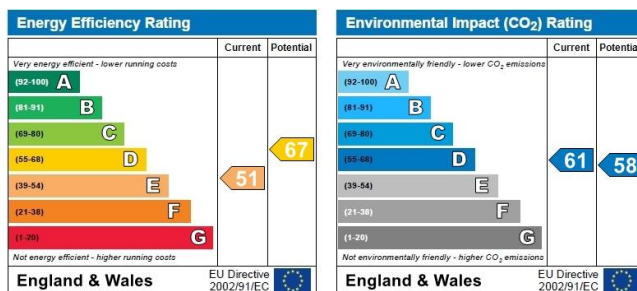 Energy Efficiency Rating
Current Potential
Very energy efficient - lower running costs
(92-100) A
(81-91) B
(69-80) C
(55-68) D
(39-54) E
(21-38) F
(1-20) G
51
67
Not energy efficient - higher running costs
England & Wales
EU Directive
2002/91/EC
Environmental Impact (CO2) Rating
Current Potential
Very environmentally friendly - lower CO2 emissions
(92-100) A
(81-91) B
(69-80) C
(55-68) D
(39-54) E
(21-38) F
(1-20) G
61
58
Not environmentally friendly - higher CO2 emissions
England & Wales
EU Directive
2002/91/EC